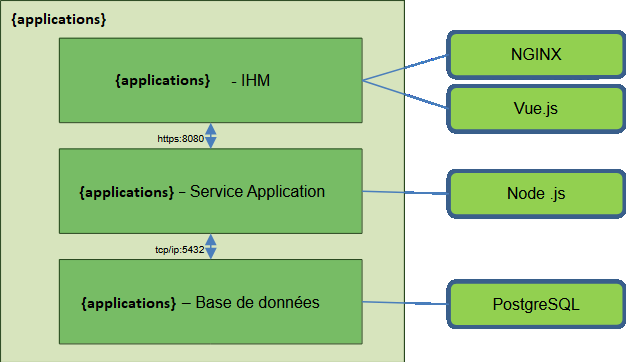 {applications}
{applications} - IHM
NGINX
Vue.js
https:8080
{applications} – Service Application
Node .js
tcp/ip:5432
{applications} – Base de données
PostgreSQL